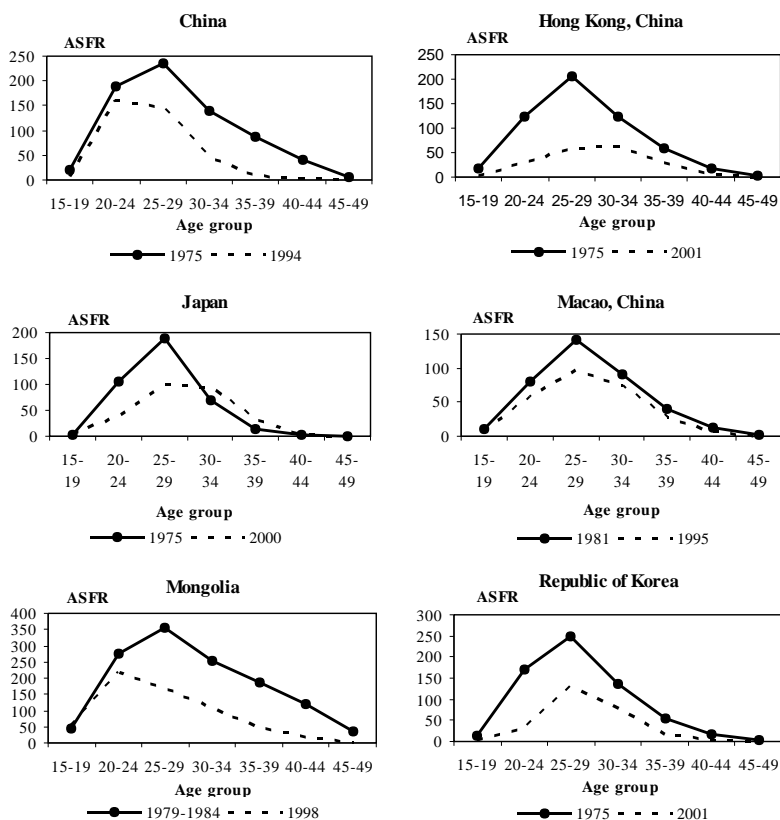 China
ASFR
250
200
150
100
50
0
15-19 20-24 25-29 30-34 35-39 40-44 45-49
Age group
1975 1994
Hong Kong, China
ASFR
250
200
150
100
50
0
15-19 20-24 25-29 30-34 35-39 40-44 45-49
Age group
1975 2001
Japan
ASFR
200
150
100
50
0
15- 20- 25- 30- 35- 40- 45-
19 24 29 34 39 44 49
Age group
1975 2000
Macao, China
ASFR
150
100
50
0
15- 20- 25- 30- 35- 40- 45-
19 24 29 34 39 44 49
Age group
1981 1995
Mongolia
ASFR
400
350
300
250
200
150
100
50
0
15-19 20-24 25-29 30-34 35-39 40-44 45-49
Age group
1979-1984 1998
Republic of Korea
ASFR
300
250
200
150
100
50
0
15-19 20-24 25-29 30-34 35-39 40-44 45-49
Age group
1975 2001